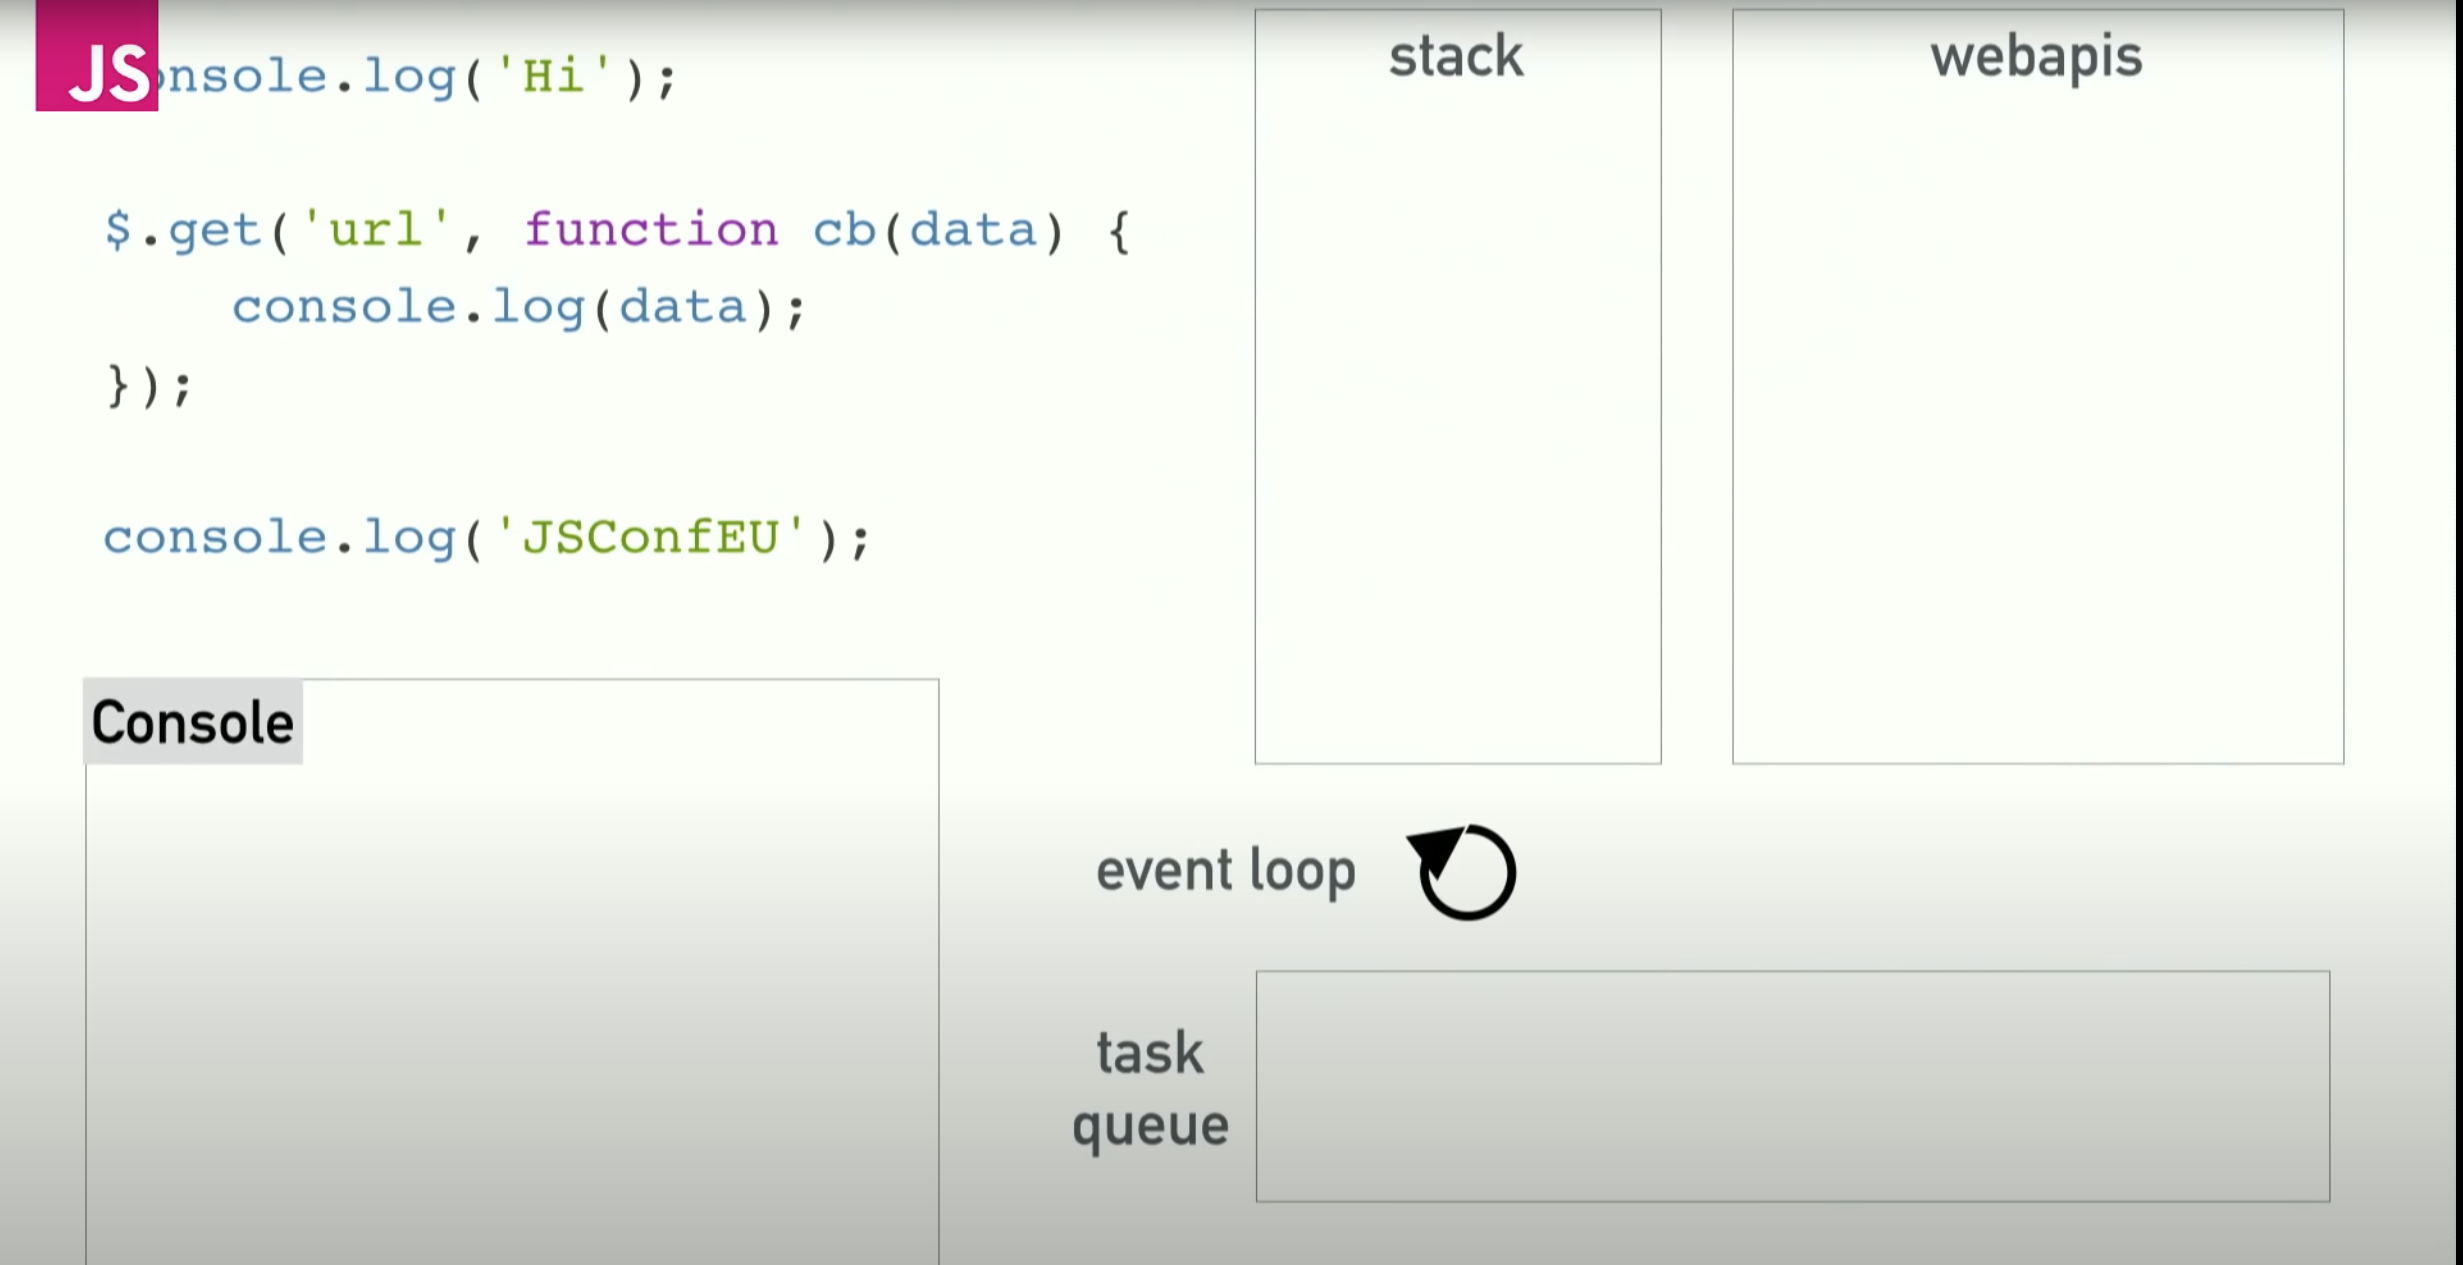 JS
onsole.log('Hi');
$.get('url', function cb(data) {
    console.log(data);
});
console.log('JSConfEU');
stack
webapis
Console
event loop
task
queue